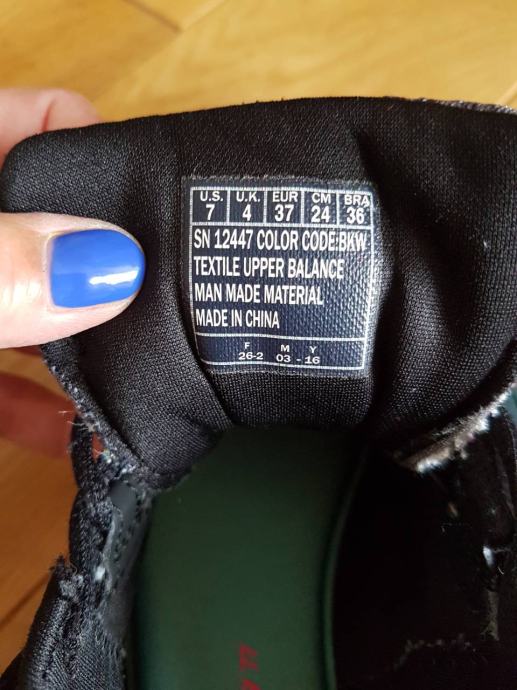 U.S. U.K. EUR CM BRA
7 4 37 24 36
SN 12447 COLOR CODE:BKW
TEXTILE UPPER BALANCE
MAN MADE MATERIAL
MADE IN CHINA
F M Y
26-2 03 - 16